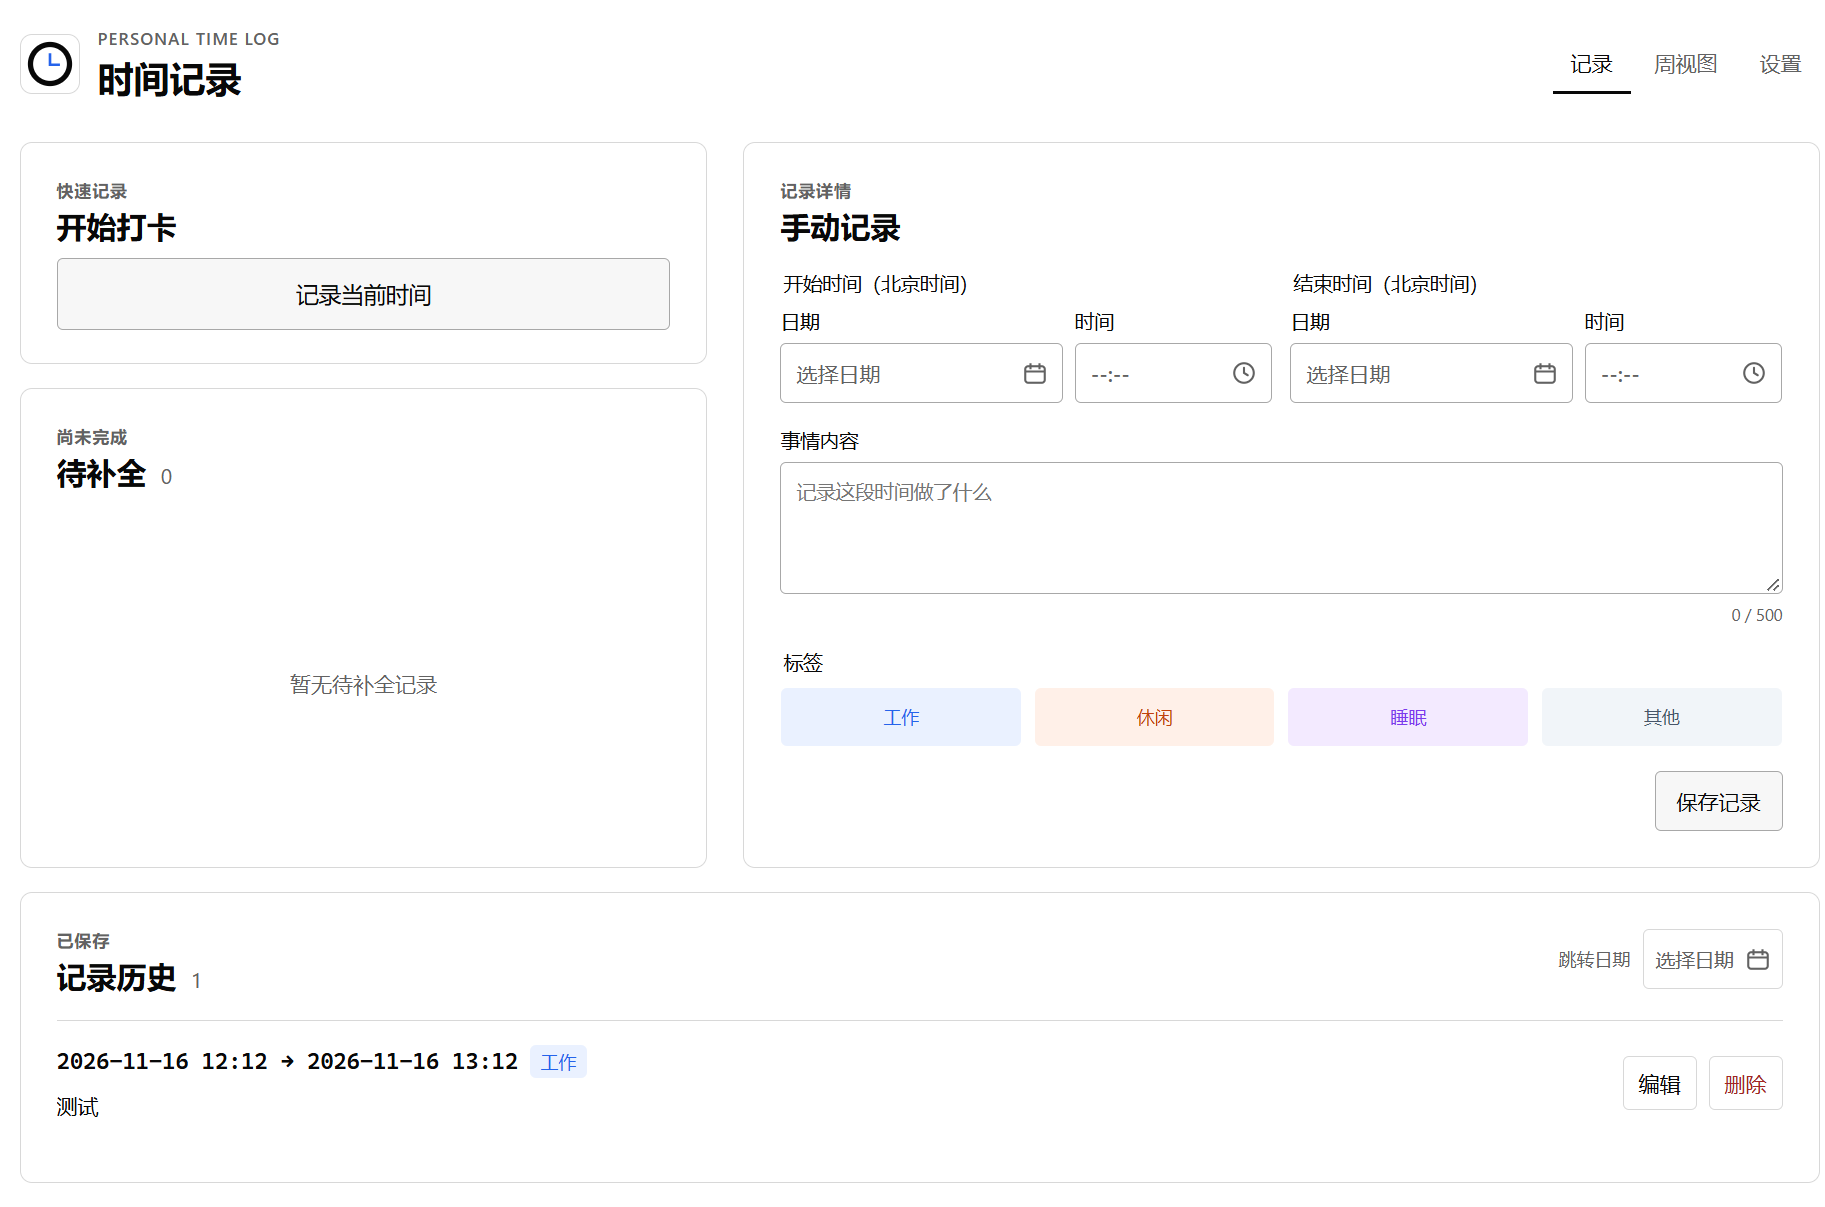 PERSONAL TIME LOG
时间记录
记录 周视图 设置
快速记录
开始打卡
记录当前时间
尚未完成
待补全 0
暂无待补全记录
记录详情
手动记录
开始时间（北京时间）
日期 时间
选择日期 --:--
结束时间（北京时间）
日期 时间
选择日期 --:--
事情内容
记录这段时间做了什么
0 / 500
标签
工作 休闲 睡眠 其他
保存记录
已保存
记录历史 1
跳转日期 选择日期
2026-11-16 12:12 → 2026-11-16 13:12 工作
测试
编辑 删除